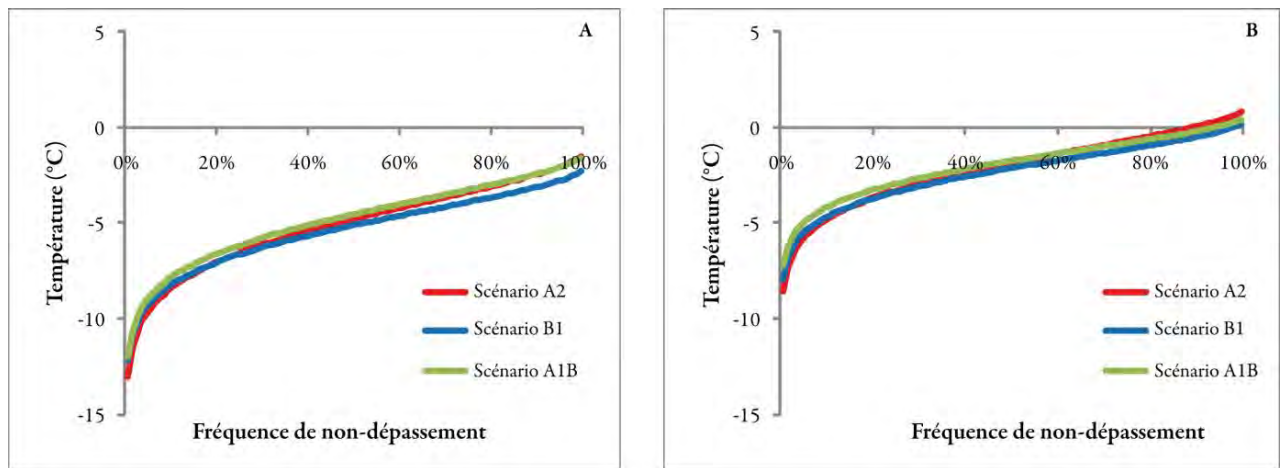 A
5
0
-5
-10
-15
0%
20%
40%
60%
80%
100%
Température (°C)
Scénario A2
Scénario B1
Scénario A1B
Fréquence de non-dépassement
B
5
0
-5
-10
-15
0%
20%
40%
60%
80%
100%
Température (°C)
Scénario A2
Scénario B1
Scénario A1B
Fréquence de non-dépassement